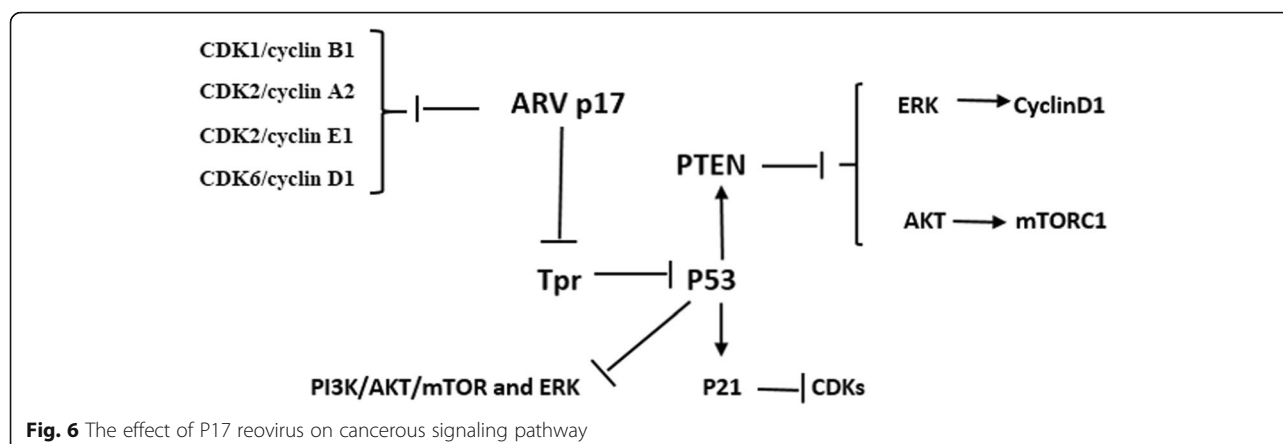 CDK1/cyclin B1
CDK2/cyclin A2
CDK2/cyclin E1
CDK6/cyclin D1
ARV p17
PTEN
ERK
CyclinD1
AKT
mTORC1
Tpr
P53
PI3K/AKT/mTOR and ERK
P21
CDKs
Fig. 6 The effect of P17 reovirus on cancerous signaling pathway